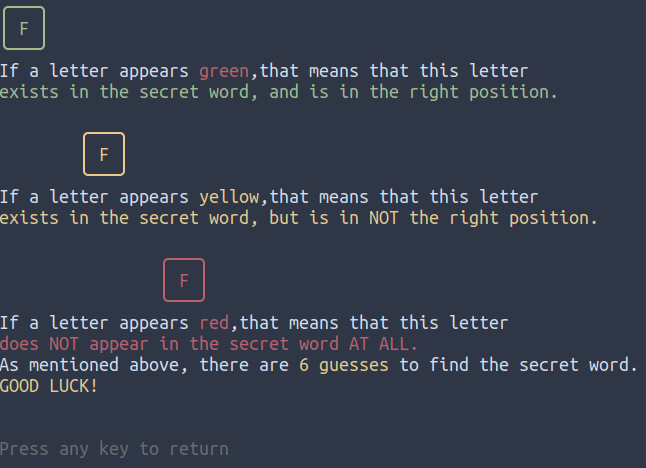 F
If a letter appears green,that means that this letter
exists in the secret word, and is in the right position.
F
If a letter appears yellow,that means that this letter
exists in the secret word, but is in NOT the right position.
F
If a letter appears red,that means that this letter
does NOT appear in the secret word AT ALL.
As mentioned above, there are 6 guesses to find the secret word.
GOOD LUCK!
Press any key to return